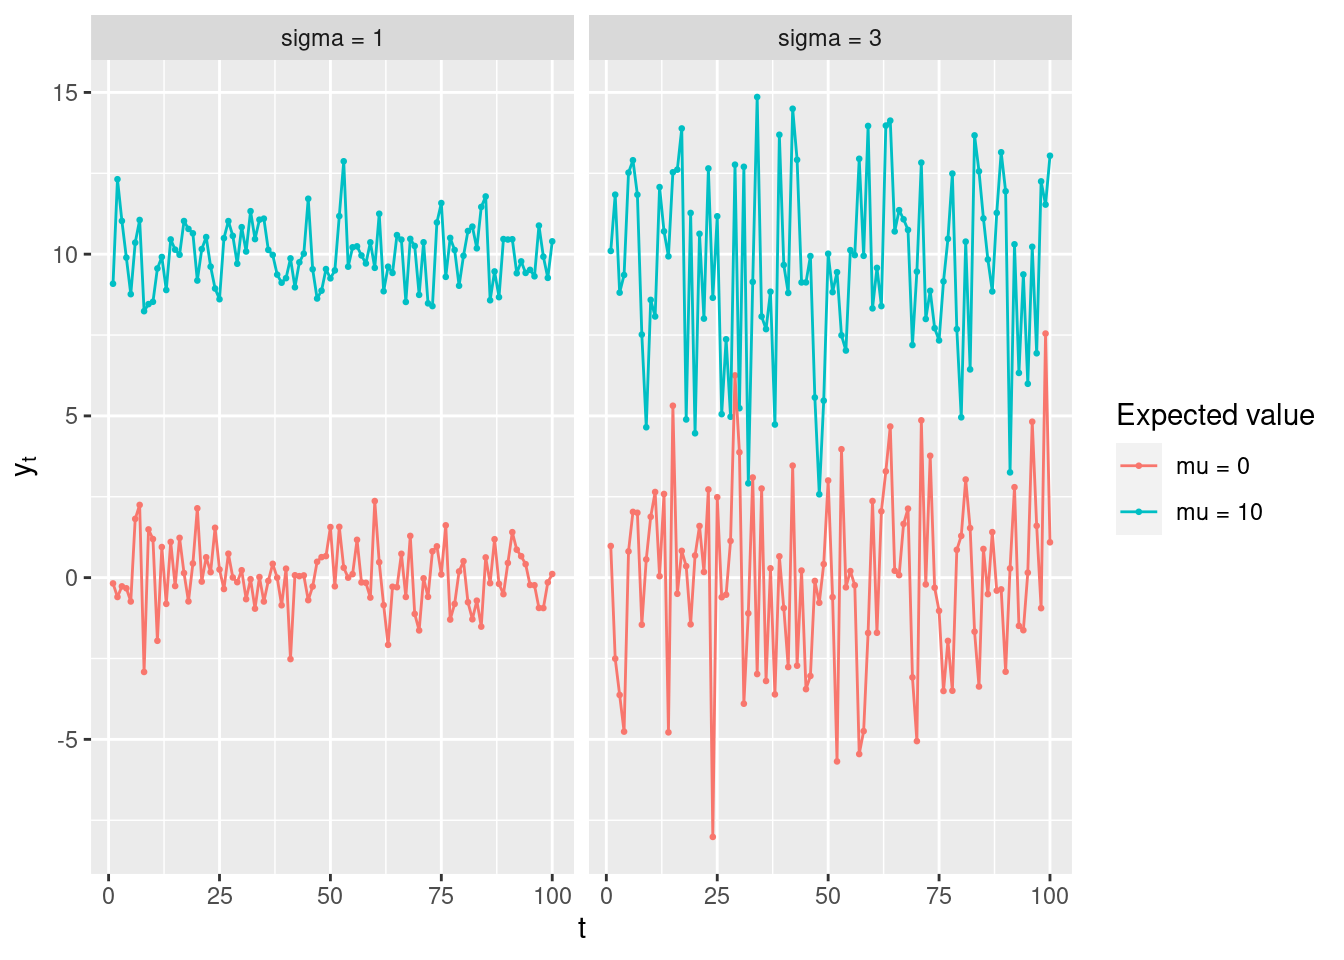 sigma = 1
sigma = 3
15
10
5
0
-5
yt
0 25 50 75 100
0 25 50 75 100
t
Expected value
mu = 0
mu = 10